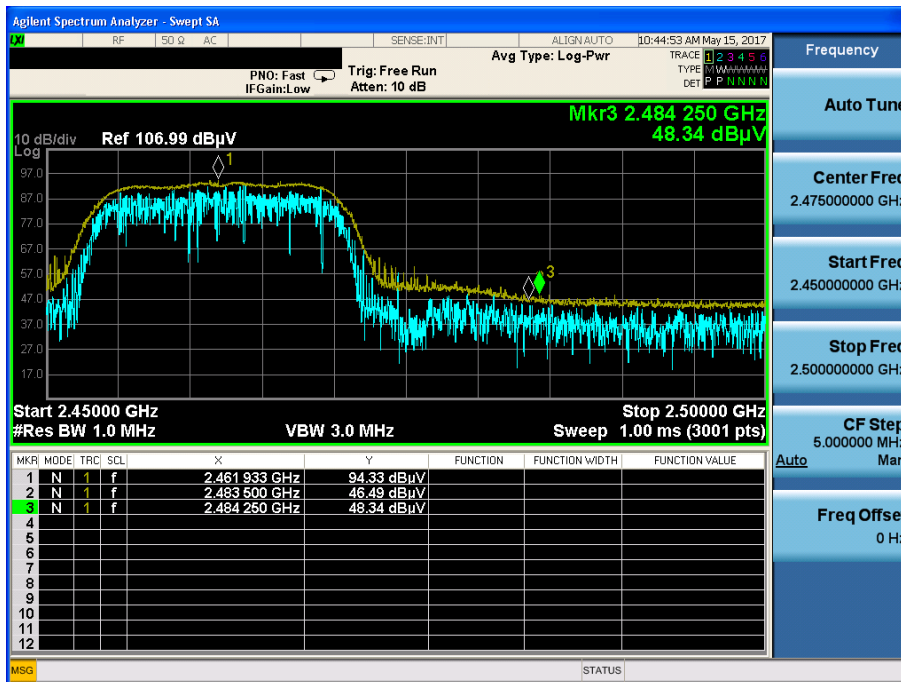 Agilent Spectrum Analyzer - Swept SA
LXI RF 50 Ω AC SENSE:INT ALIGN AUTO 10:44:53 AM May 15, 2017
Frequency
PNO: Fast
IFGain:Low
Trig: Free Run
Atten: 10 dB
Avg Type: Log-Pwr
TRACE 1 2 3 4 5 6
TYPE M
DET P P N N N N
Auto Tune
Mkr3 2.484 250 GHz
48.34 dBµV
10 dB/div
Log
Ref 106.99 dBµV
97.0
87.0
77.0
67.0
57.0
47.0
37.0
27.0
17.0
1
3
Center Freq
2.475000000 GHz
Start Freq
2.450000000 GHz
Stop Freq
2.500000000 GHz
CF Step
5.000000 MHz
Auto Man
Freq Offset
0 Hz
Start 2.45000 GHz
Stop 2.50000 GHz
#Res BW 1.0 MHz
VBW 3.0 MHz
Sweep 1.00 ms (3001 pts)
MKR MODE TRC SCL X Y FUNCTION FUNCTION WIDTH FUNCTION VALUE
1 N 1 f 2.461 933 GHz 94.33 dBµV
2 N 1 f 2.483 500 GHz 46.49 dBµV
3 N 1 f 2.484 250 GHz 48.34 dBµV
4
5
6
7
8
9
10
11
12
MSG
STATUS